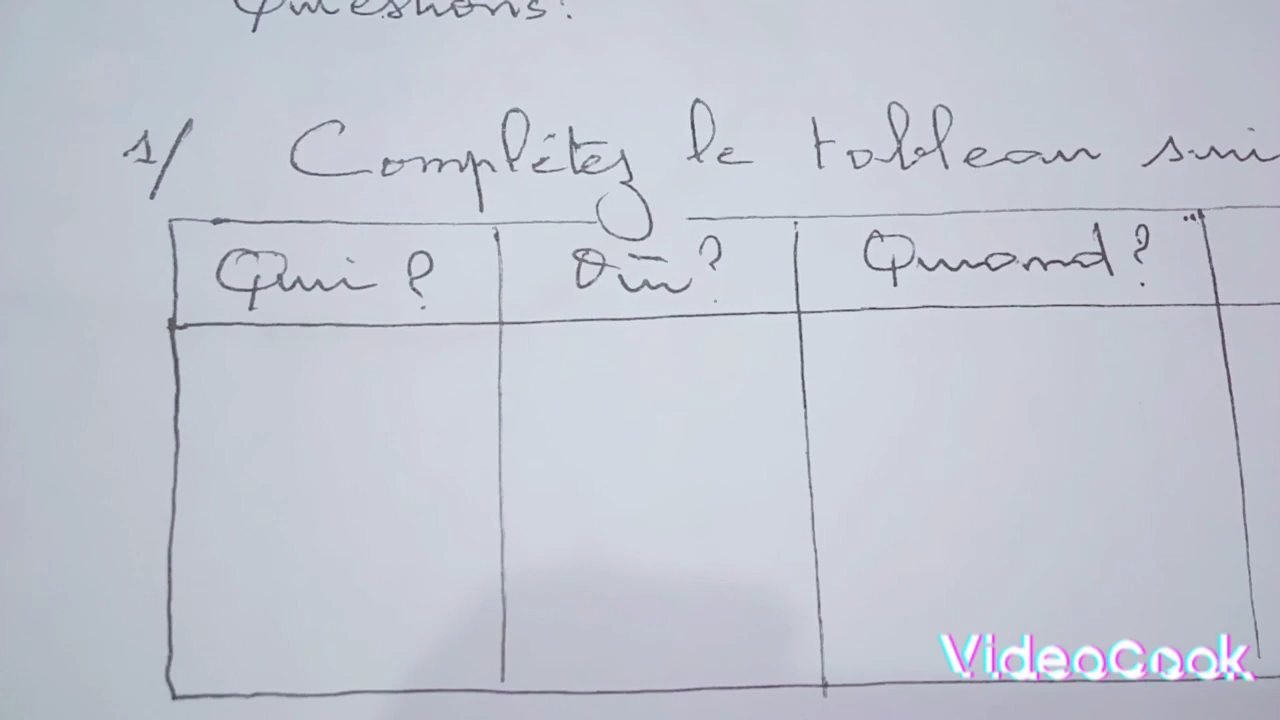 Questions:
1/ Complétez le tableau sui
Qui ? Où ? Quand ?
VideoCook